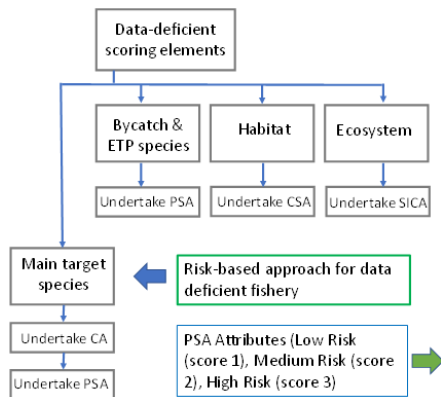 Data-deficient
scoring elements
Bycatch &
ETP species
Habitat
Ecosystem
Undertake PSA
Undertake CSA
Undertake SICA
Main target
species
Risk-based approach for data
deficient fishery
Undertake CA
Undertake PSA
PSA Attributes (Low Risk
(score 1), Medium Risk (score
2), High Risk (score 3)